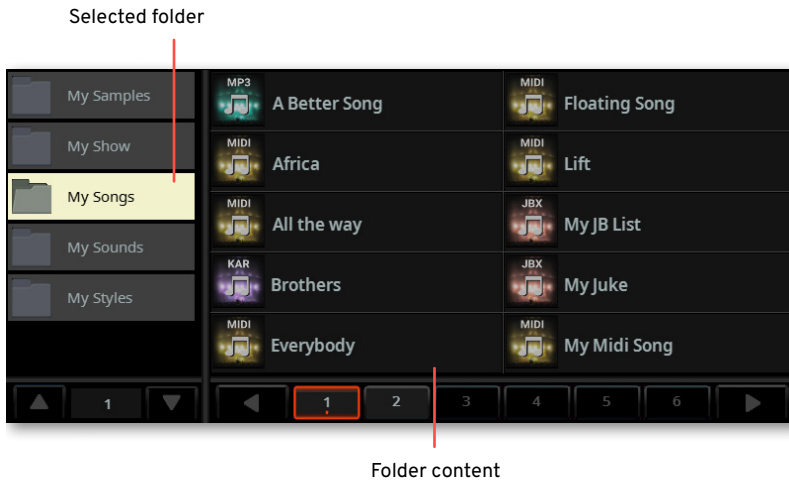 Selected folder
My Samples
My Show
My Songs
My Sounds
My Styles
1
MP3
A Better Song
MIDI
Africa
MIDI
All the way
KAR
Brothers
MIDI
Everybody
MIDI
Floating Song
MIDI
Lift
JBX
My JB List
JBX
My Juke
MIDI
My Midi Song
1 2 3 4 5 6
Folder content